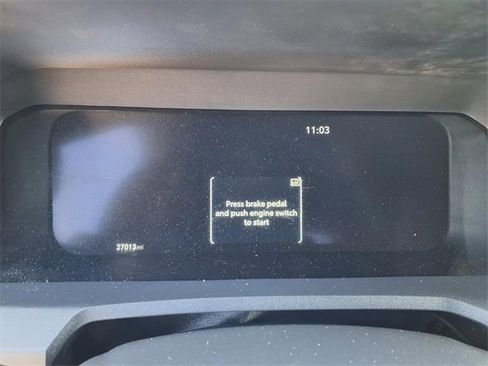 11:03
Press brake pedal
and push engine switch
to start
27013mi